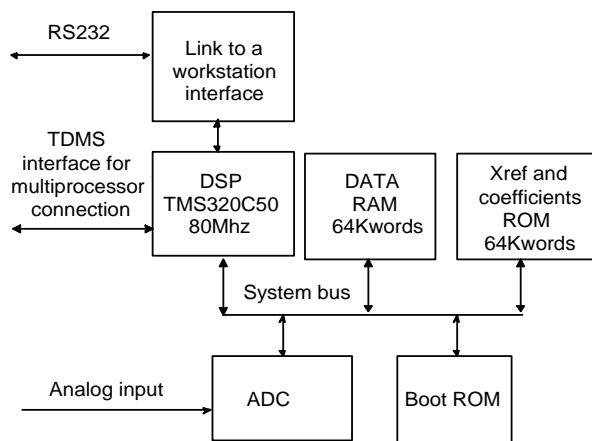 RS232
Link to a
workstation
interface
TDMS
interface for
multiprocessor
connection
DSP
TMS320C50
80Mhz
DATA
RAM
64Kwords
Xref and
coefficients
ROM
64Kwords
System bus
Analog input
ADC
Boot ROM